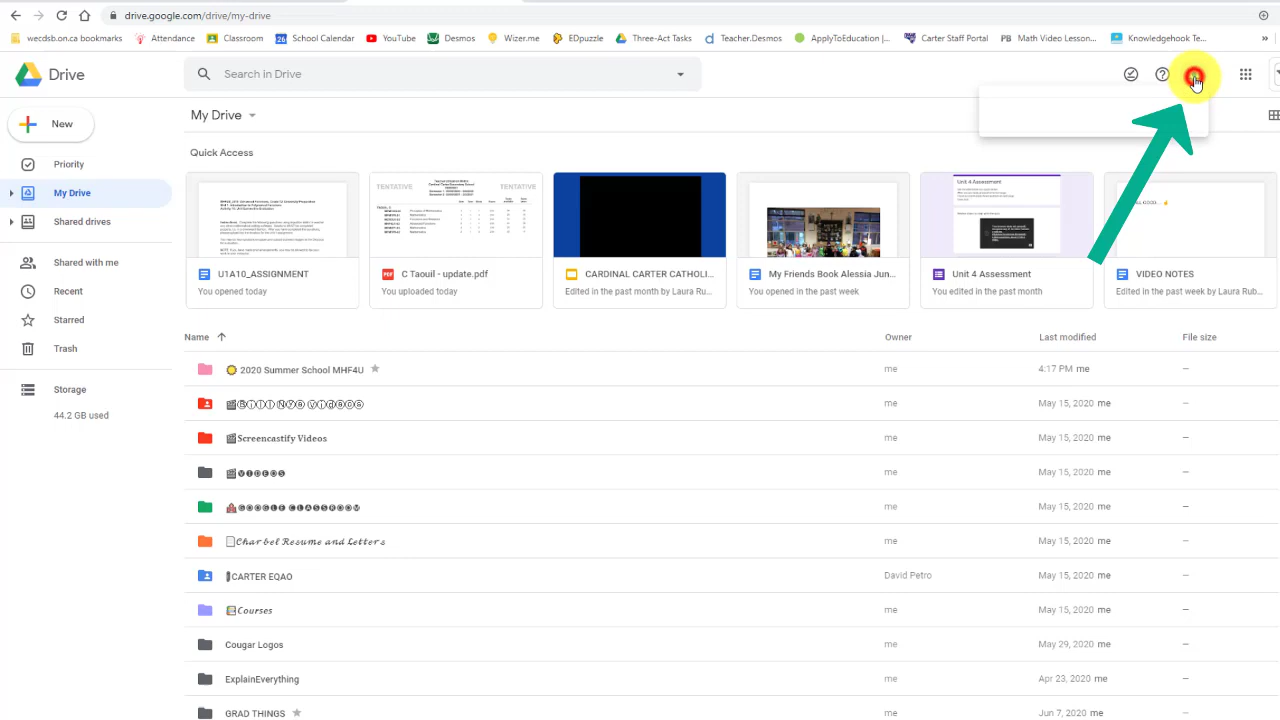 drive.google.com/drive/my-drive
wecdsb.on.ca bookmarks Attendance Classroom School Calendar YouTube Desmos Wizer.me EDpuzzle Three-Act Tasks Teacher.Desmos ApplyToEducation |... Carter Staff Portal Math Video Lesson... Knowledgehook Te... »
Drive
Search in Drive
New
My Drive
Priority
My Drive
Shared drives
Shared with me
Recent
Starred
Trash
Storage
44.2 GB used
Quick Access
TENTATIVE TENTATIVE
Unit 4 Assessment
U1A10_ASSIGNMENT
You opened today
C Taouil - update.pdf
You uploaded today
CARDINAL CARTER CATHOLI...
Edited in the past month by Laura Ru...
My Friends Book Alessia Jun...
You opened in the past week
Unit 4 Assessment
You edited in the past month
VIDEO NOTES
Edited in the past week by Laura Rub...
Name Owner Last modified File size
🌞 2020 Summer School MHF4U me 4:17 PM me –
🎬Ⓑⓘⓛⓛ Ⓝⓨⓔ Ⓥⓘⓓⓔⓞⓢ me May 15, 2020 me –
🎬Screencastify Videos me May 15, 2020 me –
🎬🅥🅘🅓🅔🅞🅢 me May 15, 2020 me –
🏫🅖🅞🅞🅖🅛🅔 🅒🅛🅐🅢🅢🅡🅞🅞🅜 me May 15, 2020 me –
📄𝓒𝓱𝓪𝓻𝓫𝓮𝓵 𝓡𝓮𝓼𝓾𝓶𝓮 𝓪𝓷𝓭 𝓛𝓮𝓽𝓽𝓮𝓻𝓼 me May 15, 2020 me –
CARTER EQAO David Petro May 15, 2020 me –
📒𝑪𝒐𝒖𝒓𝒔𝒆𝒔 me May 15, 2020 me –
Cougar Logos me May 29, 2020 me –
ExplainEverything me Apr 23, 2020 me –
GRAD THINGS me Jun 7, 2020 me –